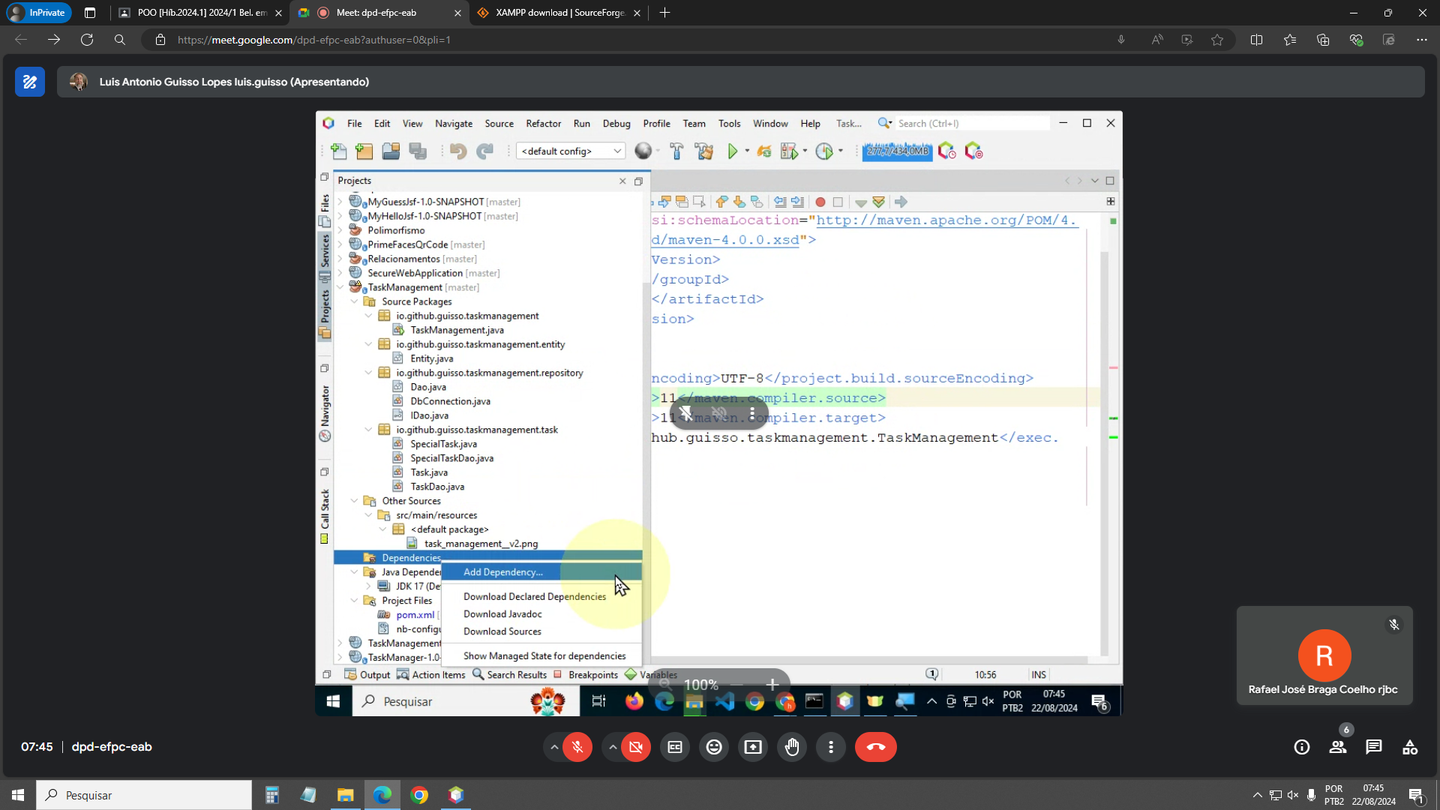 InPrivate
POO [Híb.2024.1] 2024/1 Bel. em
Meet: dpd-efpc-eab
XAMPP download | SourceForge.
https://meet.google.com/dpd-efpc-eab?authuser=0&pli=1
Luis Antonio Guisso Lopes luis.guisso (Apresentando)
File Edit View Navigate Source Refactor Run Debug Profile Team Tools Window Help Task... Search (Ctrl+I)
<default config> 277,7/434,0MB
Projects
Files
Services
Projects
Navigator
Call Stack
MyGuessJsf-1.0-SNAPSHOT [master]
MyHelloJsf-1.0-SNAPSHOT [master]
Polimorfismo
PrimeFacesQrCode [master]
Relacionamentos [master]
SecureWebApplication [master]
TaskManagement [master]
Source Packages
io.github.guisso.taskmanagement
TaskManagement.java
io.github.guisso.taskmanagement.entity
Entity.java
io.github.guisso.taskmanagement.repository
Dao.java
DbConnection.java
IDao.java
io.github.guisso.taskmanagement.task
SpecialTask.java
SpecialTaskDao.java
Task.java
TaskDao.java
Other Sources
src/main/resources
<default package>
task_management__v2.png
Dependencies
Java Depender
JDK 17 (De
Project Files
pom.xml [
nb-configu
TaskManagement
TaskManager-1.0-
Add Dependency...
Download Declared Dependencies
Download Javadoc
Download Sources
Show Managed State for dependencies
si:schemaLocation="http://maven.apache.org/POM/4.
d/maven-4.0.0.xsd">
Version>
/groupId>
</artifactId>
sion>
ncoding>UTF-8</project.build.sourceEncoding>
>11</maven.compiler.source>
>11</maven.compiler.target>
hub.guisso.taskmanagement.TaskManagement</exec.
Output Action Items Search Results Breakpoints Variables 1 10:56 INS
100%
Pesquisar
POR
PTB2
07:45
22/08/2024
6
R
Rafael José Braga Coelho rjbc
07:45 | dpd-efpc-eab
6
Pesquisar
POR
PTB2
07:45
22/08/2024
1